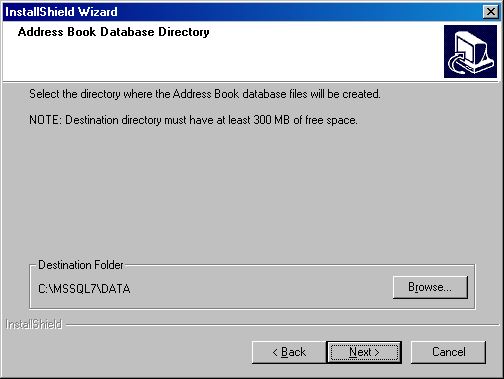 InstallShield Wizard
Address Book Database Directory
Select the directory where the Address Book database files will be created.
NOTE: Destination directory must have at least 300 MB of free space.
Destination Folder
C:\MSSQL7\DATA
Browse...
InstallShield
< Back
Next >
Cancel